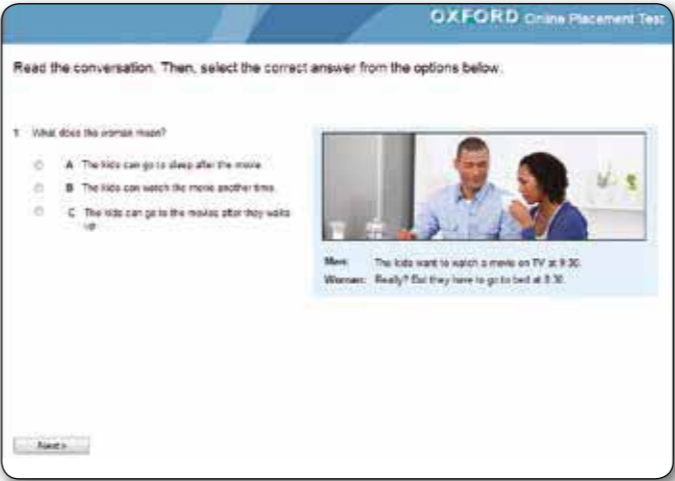 OXFORD Online Placement Test
Read the conversation. Then, select the correct answer from the options below.
1 What does the woman mean?
A The kids can go to sleep after the movie.
B The kids can watch the movie another time.
C The kids can go to the movies after they wake
up.
Man: The kids want to watch a movie on TV at 9:30.
Woman: Really? But they have to go to bed at 8:30.
Next >